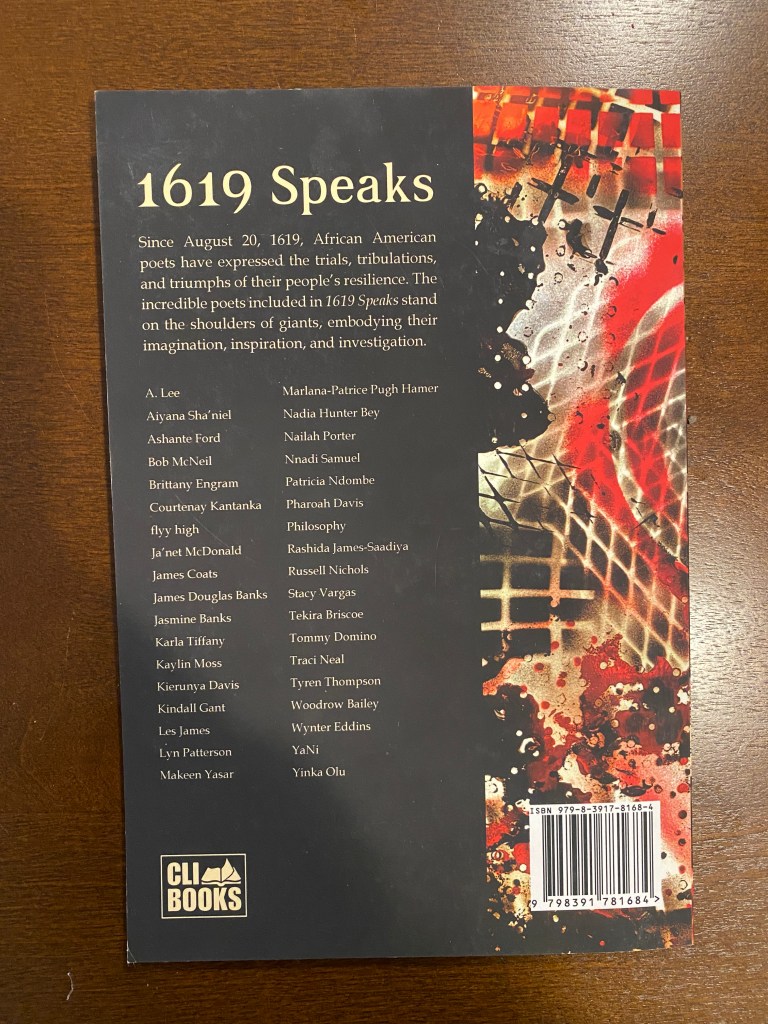 1619 Speaks
Since August 20, 1619, African American
poets have expressed the trials, tribulations,
and triumphs of their people's resilience. The
incredible poets included in 1619 Speaks stand
on the shoulders of giants, embodying their
imagination, inspiration, and investigation.
A. Lee
Aiyana Sha'niel
Ashante Ford
Bob McNeil
Brittany Engram
Courtenay Kantanka
flyy high
Ja'net McDonald
James Coats
James Douglas Banks
Jasmine Banks
Karla Tiffany
Kaylin Moss
Kierunya Davis
Kindall Gant
Les James
Lyn Patterson
Makeen Yasar
Marlana-Patrice Pugh Hamer
Nadia Hunter Bey
Nailah Porter
Nnadi Samuel
Patricia Ndombe
Pharoah Davis
Philosophy
Rashida James-Saadiya
Russell Nichols
Stacy Vargas
Tekira Briscoe
Tommy Domino
Traci Neal
Tyren Thompson
Woodrow Bailey
Wynter Eddins
YaNi
Yinka Olu
CLI
BOOKS
ISBN 979-8-3917-8168-4
9 798391 781684 >